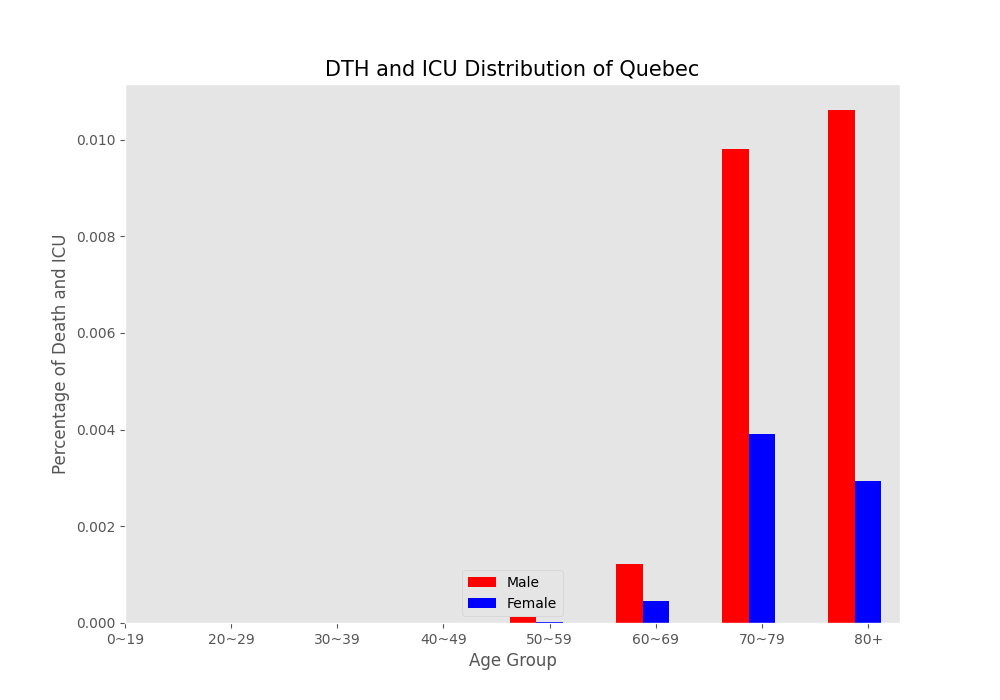 DTH and ICU Distribution of Quebec
Percentage of Death and ICU
0.010
0.008
0.006
0.004
0.002
0.000
Male
Female
0~19 20~29 30~39 40~49 50~59 60~69 70~79 80+
Age Group